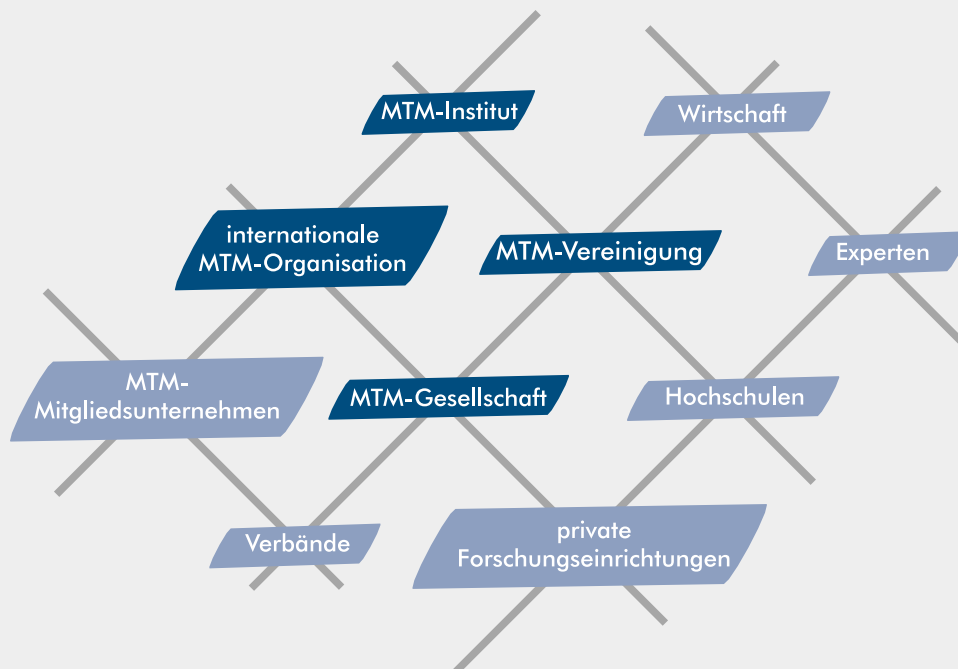 MTM-Institut
Wirtschaft
internationale
MTM-Organisation
MTM-Vereinigung
Experten
MTM-
Mitgliedsunternehmen
MTM-Gesellschaft
Hochschulen
Verbände
private
Forschungseinrichtungen